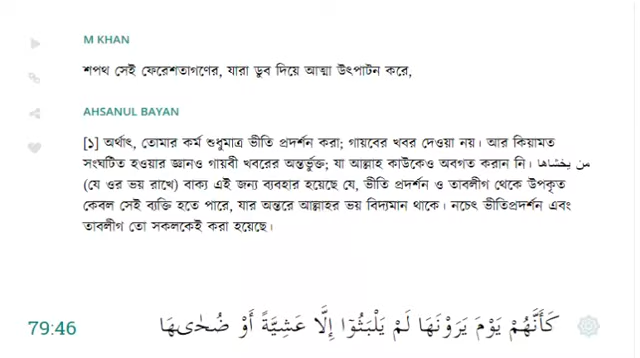 M KHAN
শপথ সেই ফেরেশতাগণের, যারা ডুব দিয়ে আত্মা উৎপাটন করে,
AHSANUL BAYAN
[১] অর্থাৎ, তোমার কর্ম শুধুমাত্র ভীতি প্রদর্শন করা; গায়বের খবর দেওয়া নয়। আর কিয়ামত
সংঘটিত হওয়ার জ্ঞানও গায়বী খবরের অন্তর্ভুক্ত; যা আল্লাহ কাউকেও অবগত করান নি। من يخشاها
(যে ওর ভয় রাখে) বাক্য এই জন্য ব্যবহার হয়েছে যে, ভীতি প্রদর্শন ও তাবলীগ থেকে উপকৃত
কেবল সেই ব্যক্তি হতে পারে, যার অন্তরে আল্লাহর ভয় বিদ্যমান থাকে। নচেৎ ভীতিপ্রদর্শন এবং
তাবলীগ তো সকলকেই করা হয়েছে।
79:46 كَأَنَّهُمْ يَوْمَ يَرَوْنَهَا لَمْ يَلْبَثُوٓا۟ إِلَّا عَشِيَّةً أَوْ ضُحَىٰهَا